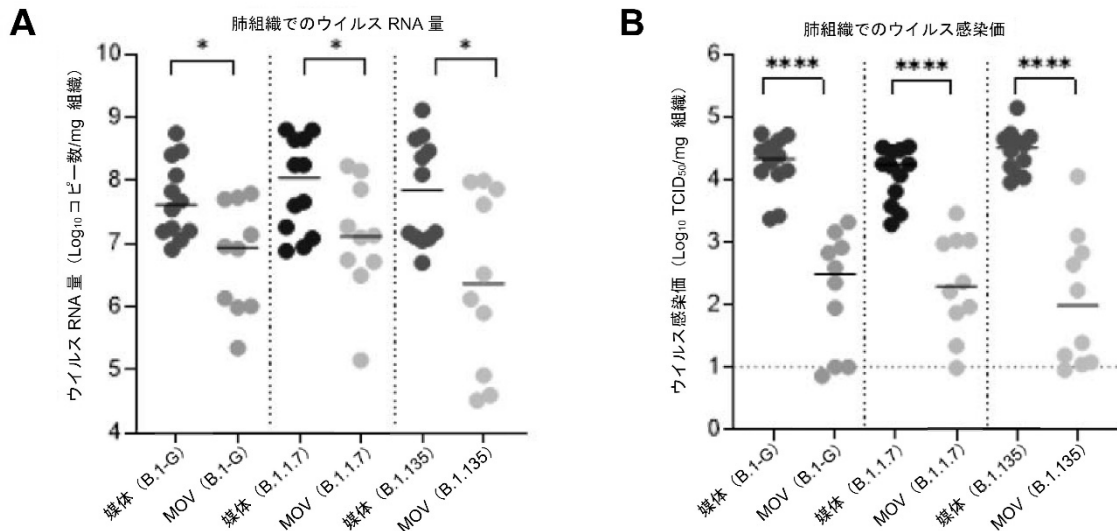 A
肺組織でのウイルス RNA 量
ウイルス RNA 量（Log10 コピー数/mg 組織）
10
9
8
7
6
5
4
*
*
*
媒体（B.1-G）
MOV（B.1-G）
媒体（B.1.1.7）
MOV（B.1.1.7）
媒体（B.1.135）
MOV（B.1.135）
B
肺組織でのウイルス感染価
ウイルス感染価（Log10 TCID50/mg 組織）
6
5
4
3
2
1
0
****
****
****
媒体（B.1-G）
MOV（B.1-G）
媒体（B.1.1.7）
MOV（B.1.1.7）
媒体（B.1.135）
MOV（B.1.135）